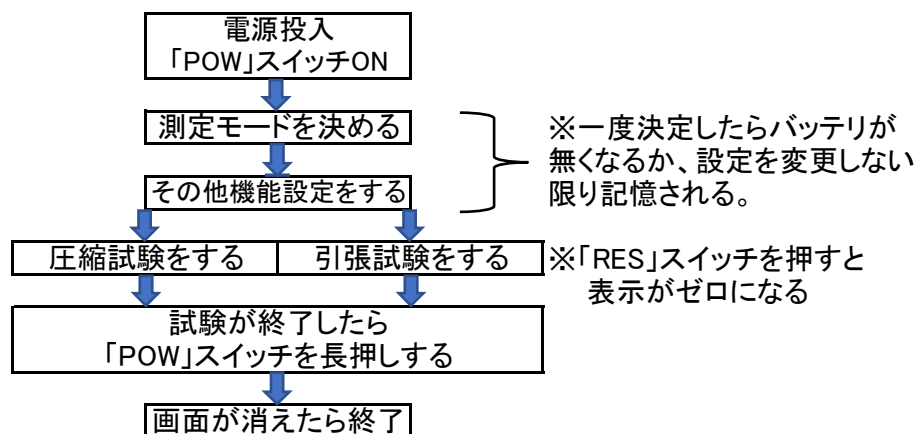 電源投入
「POW」スイッチON
測定モードを決める
その他機能設定をする
※一度決定したらバッテリが
無くなるか、設定を変更しない
限り記憶される。
圧縮試験をする
引張試験をする
※「RES」スイッチを押すと
表示がゼロになる
試験が終了したら
「POW」スイッチを長押しする
画面が消えたら終了